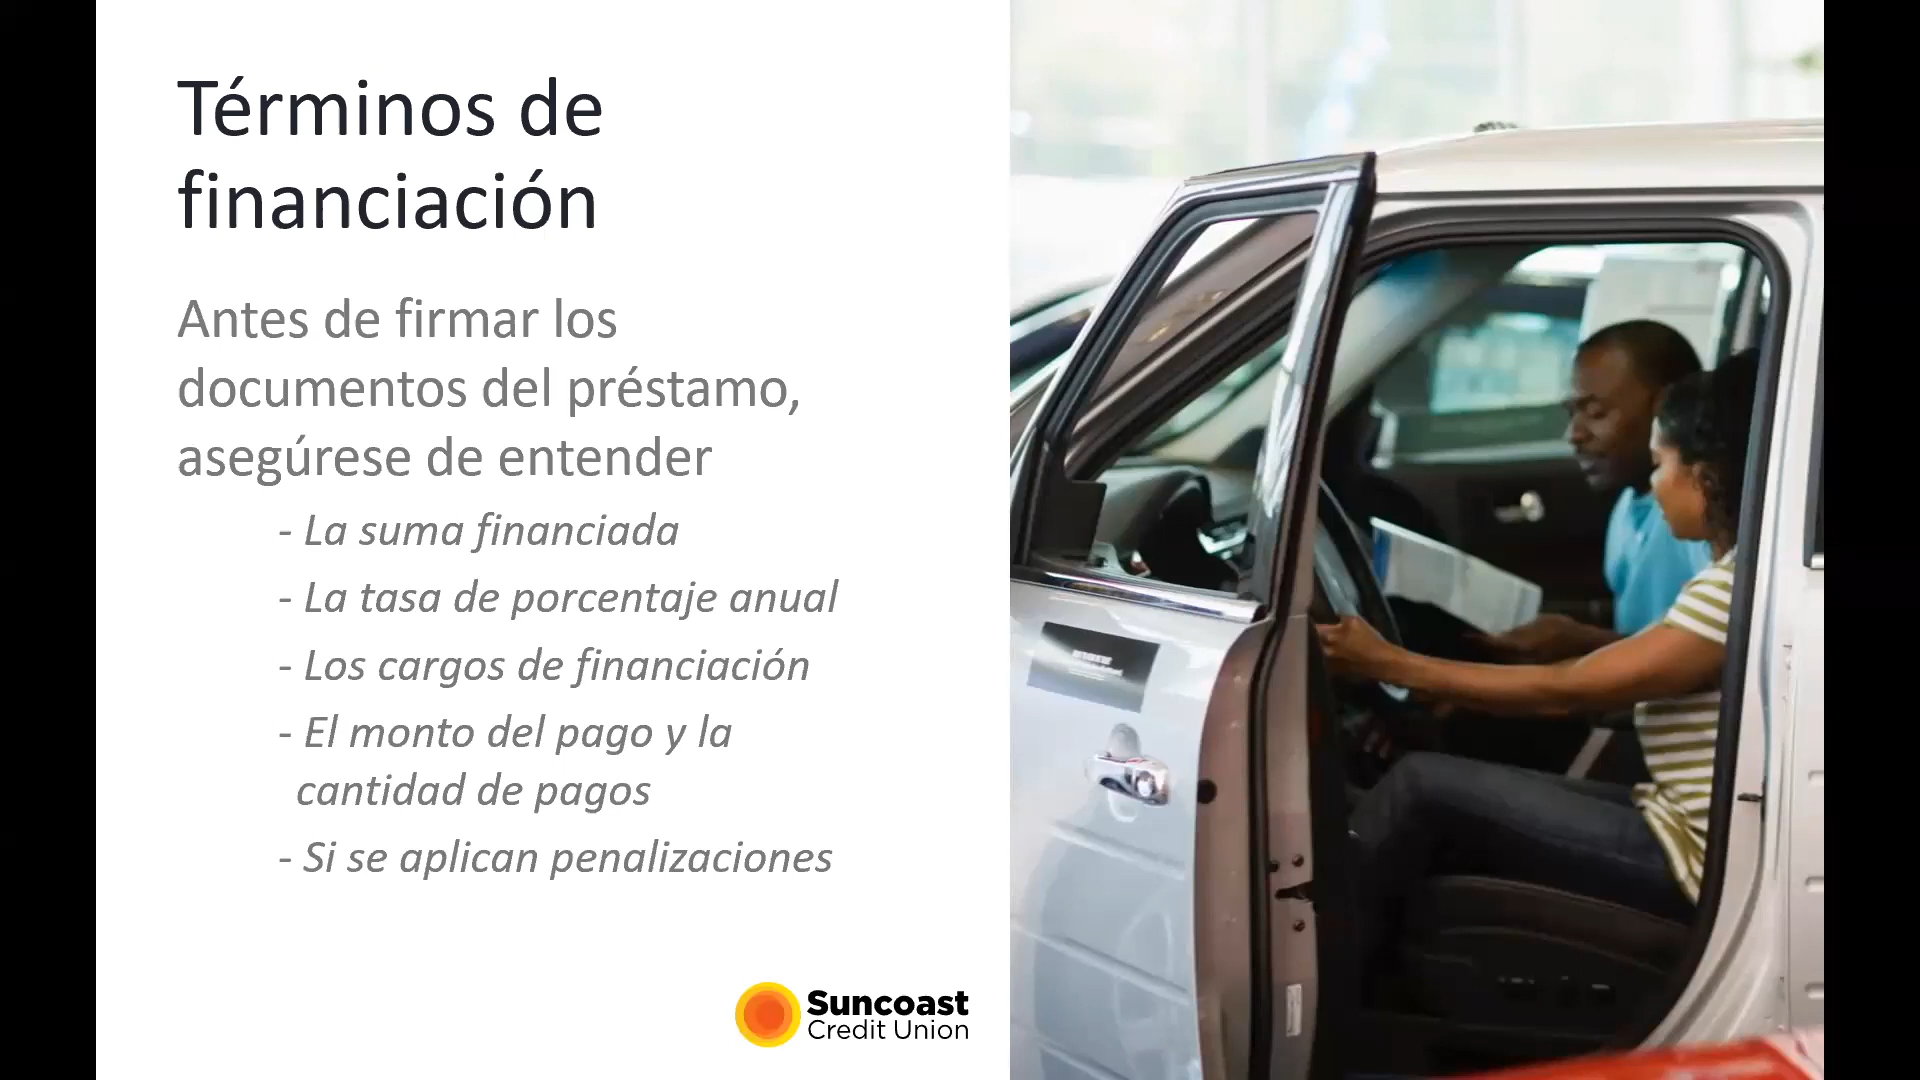 Términos de
financiación
Antes de firmar los
documentos del préstamo,
asegúrese de entender
- La suma financiada
- La tasa de porcentaje anual
- Los cargos de financiación
- El monto del pago y la
cantidad de pagos
- Si se aplican penalizaciones
Suncoast
Credit Union